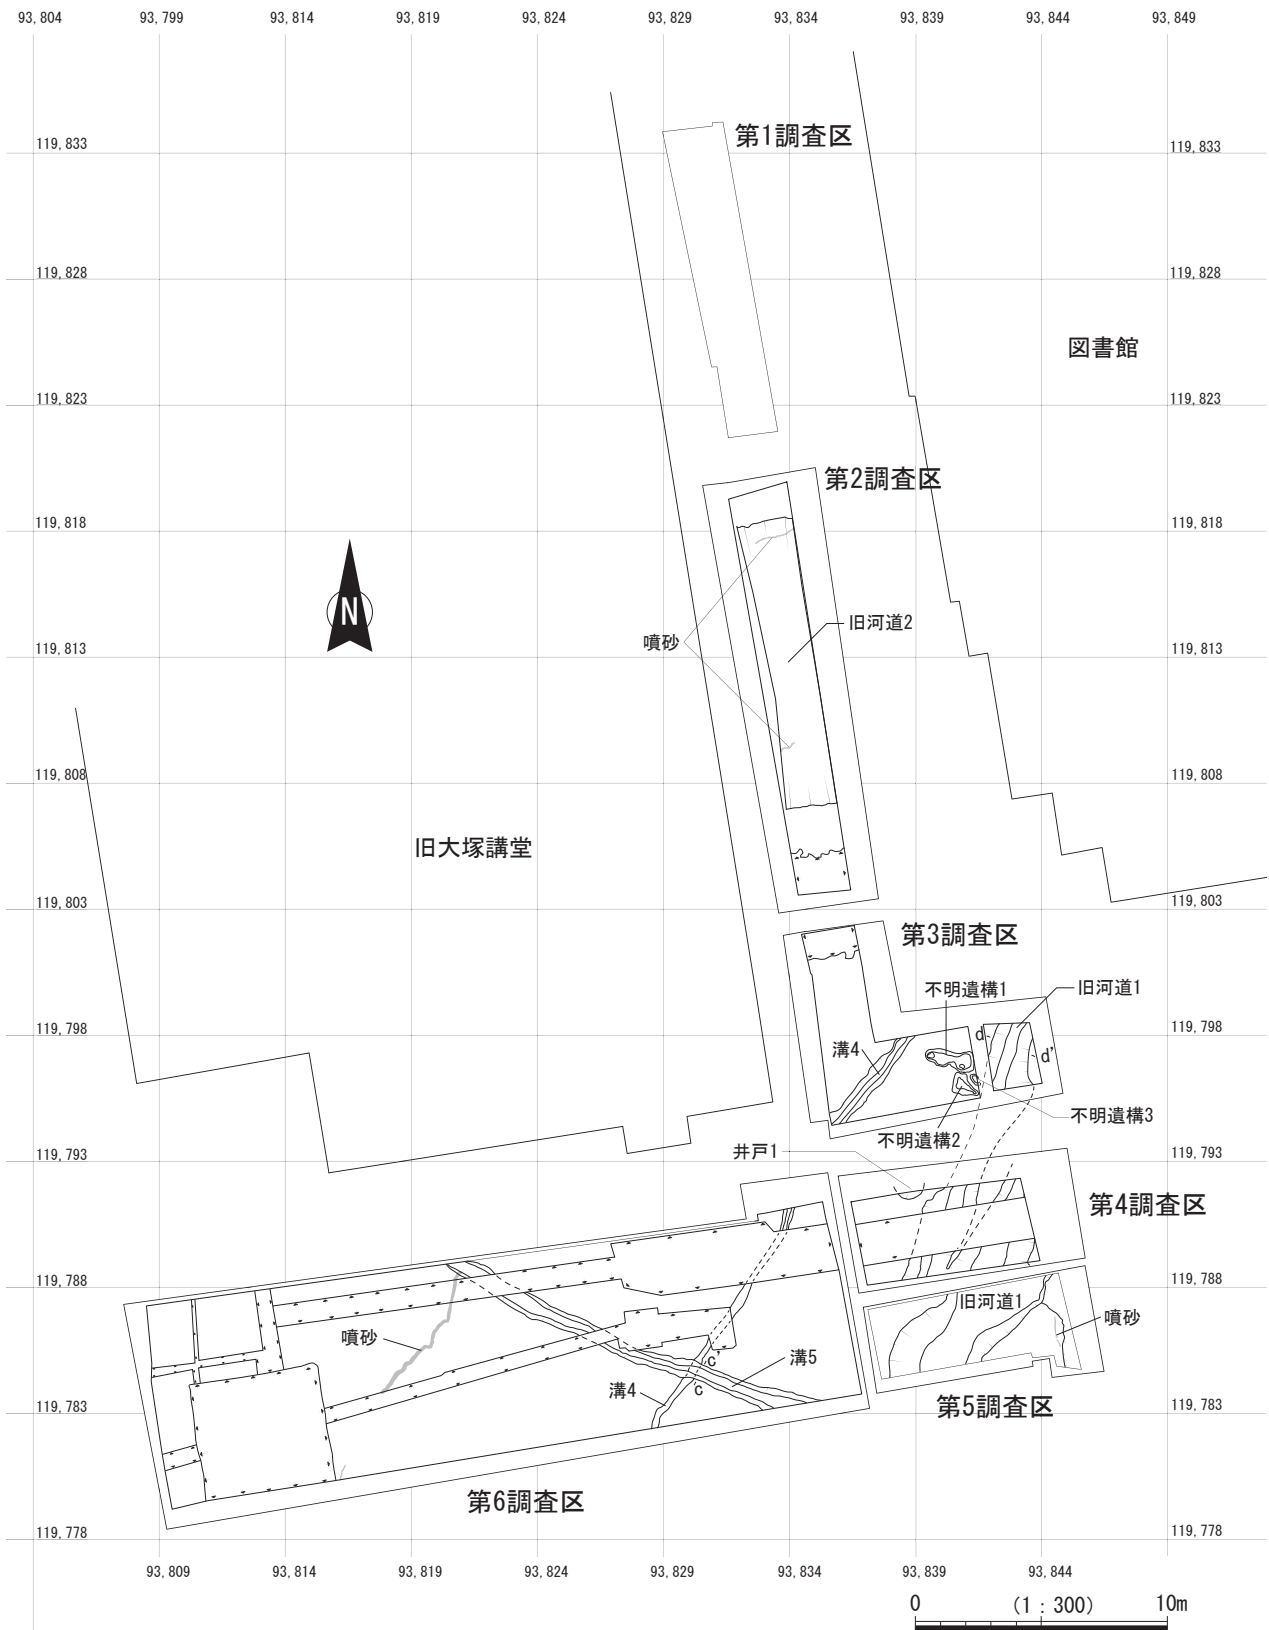 93,804 93,799 93,814 93,819 93,824 93,829 93,834 93,839 93,844 93,849
第1調査区
119,833 119,833
119,828 119,828
図書館
119,823 119,823
第2調査区
119,818 119,818
N
旧河道2
噴砂
119,813 119,813
119,808 119,808
旧大塚講堂
119,803 119,803
第3調査区
不明遺構1 旧河道1
119,798 119,798
d
溝4 d'
不明遺構3
不明遺構2
井戸1
119,793 119,793
第4調査区
119,788 119,788
旧河道1
噴砂
噴砂
c'
溝5
溝4 c
119,783 119,783
第5調査区
第6調査区
119,778 119,778
93,809 93,814 93,819 93,824 93,829 93,834 93,839 93,844
0 (1:300) 10m